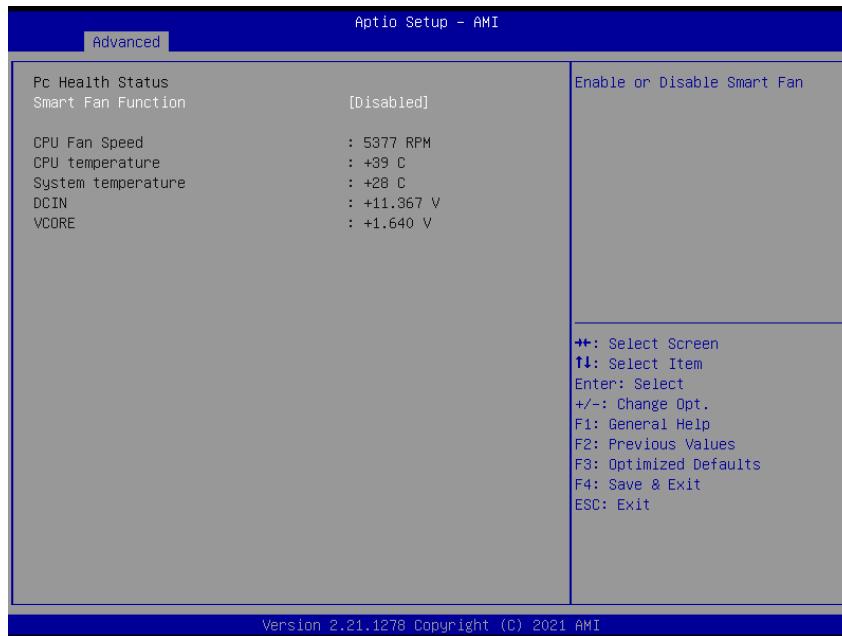 Aptio Setup – AMI
Advanced
Pc Health Status
Smart Fan Function [Disabled]
CPU Fan Speed : 5377 RPM
CPU temperature : +39 C
System temperature : +28 C
DCIN : +11.367 V
VCORE : +1.640 V
Enable or Disable Smart Fan
→←: Select Screen
↑↓: Select Item
Enter: Select
+/-: Change Opt.
F1: General Help
F2: Previous Values
F3: Optimized Defaults
F4: Save & Exit
ESC: Exit
Version 2.21.1278 Copyright (C) 2021 AMI